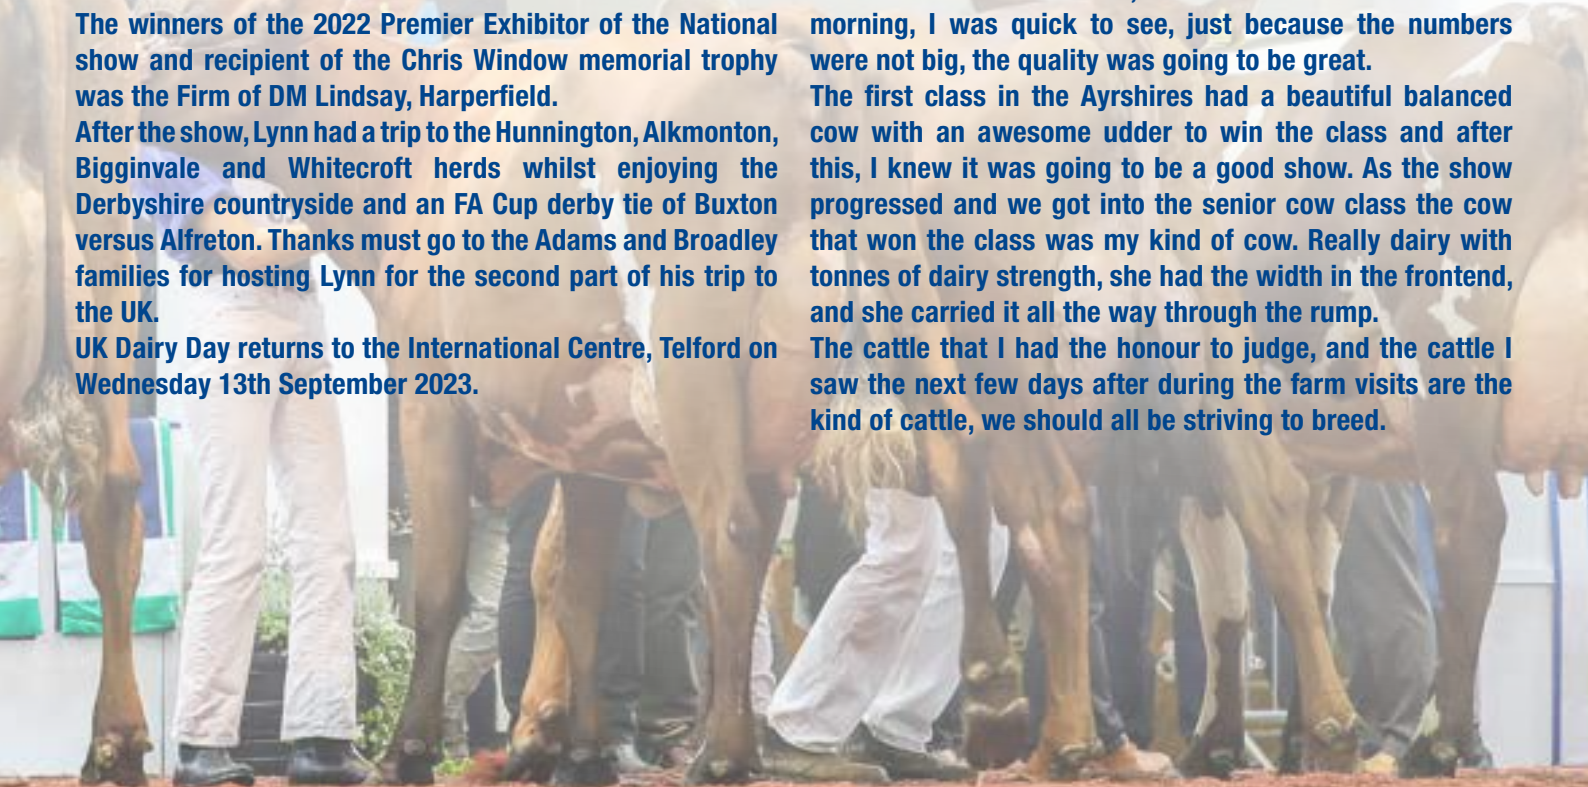 The winners of the 2022 Premier Exhibitor of the National
show and recipient of the Chris Window memorial trophy
was the Firm of DM Lindsay, Harperfield.
After the show, Lynn had a trip to the Hunnington, Alkmonton,
Bigginvale and Whitecroft herds whilst enjoying the
Derbyshire countryside and an FA Cup derby tie of Buxton
versus Alfreton. Thanks must go to the Adams and Broadley
families for hosting Lynn for the second part of his trip to
the UK.
UK Dairy Day returns to the International Centre, Telford on
Wednesday 13th September 2023.
morning, I was quick to see, just because the numbers
were not big, the quality was going to be great.
The first class in the Ayrshires had a beautiful balanced
cow with an awesome udder to win the class and after
this, I knew it was going to be a good show. As the show
progressed and we got into the senior cow class the cow
that won the class was my kind of cow. Really dairy with
tonnes of dairy strength, she had the width in the frontend,
and she carried it all the way through the rump.
The cattle that I had the honour to judge, and the cattle I
saw the next few days after during the farm visits are the
kind of cattle, we should all be striving to breed.